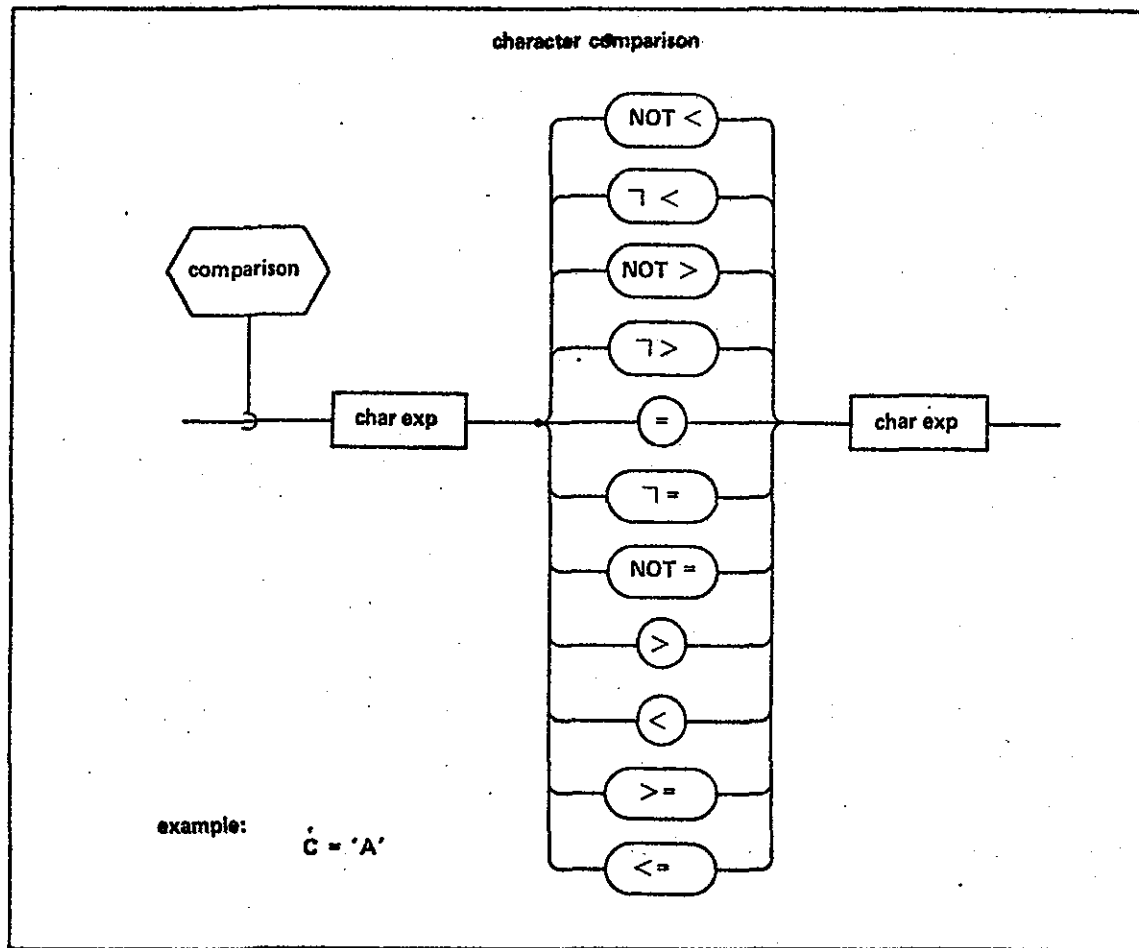 character comparison
NOT <
¬ <
NOT >
¬ >
comparison
char exp
=
char exp
¬ =
NOT =
>
<
> =
example:
Ċ = 'A'
< =